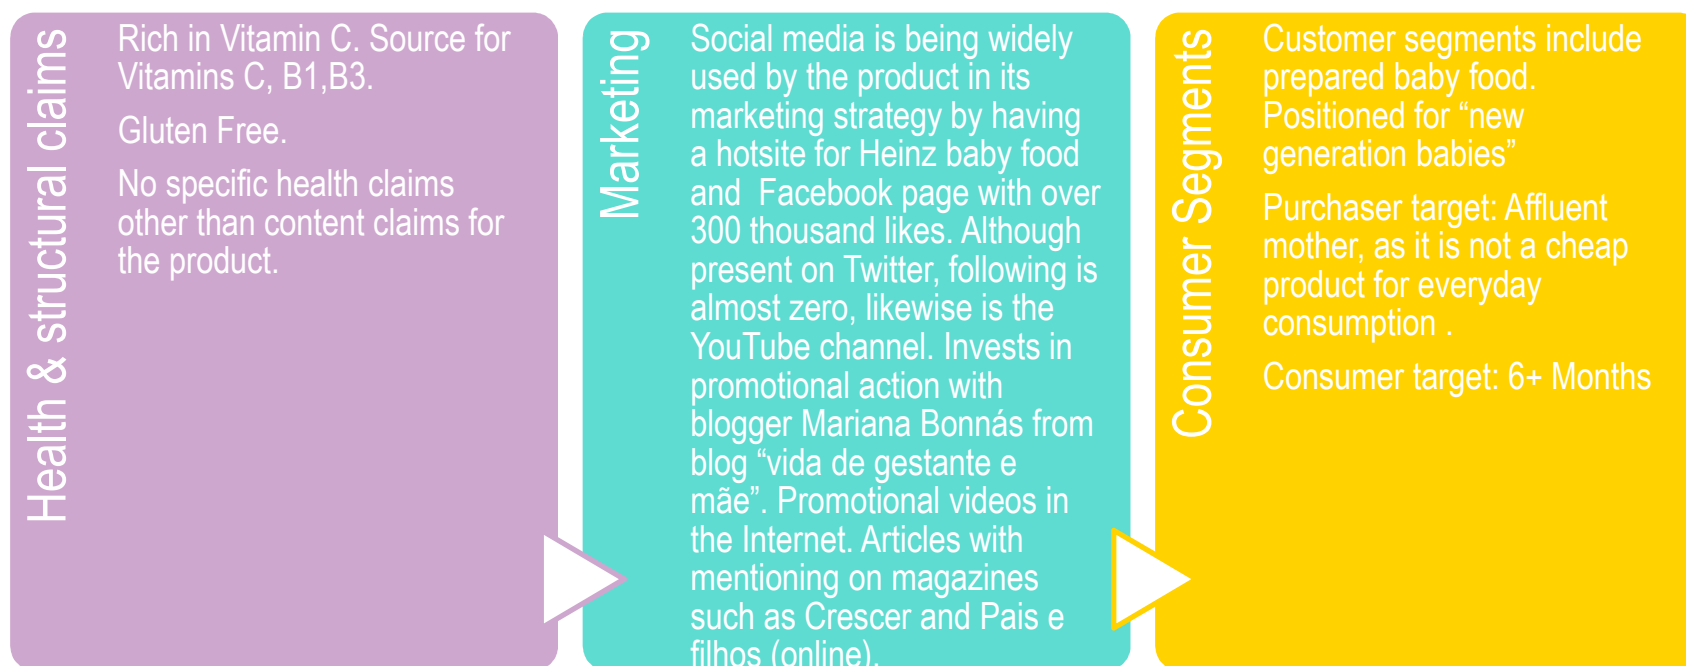 Health & structural claims
Rich in Vitamin C. Source for
Vitamins C, B1,B3.
Gluten Free.
No specific health claims
other than content claims for
the product.
Marketing
Social media is being widely
used by the product in its
marketing strategy by having
a hotsite for Heinz baby food
and  Facebook page with over
300 thousand likes. Although
present on Twitter, following is
almost zero, likewise is the
YouTube channel. Invests in
promotional action with
blogger Mariana Bonnás from
blog “vida de gestante e
mãe”. Promotional videos in
the Internet. Articles with
mentioning on magazines
such as Crescer and Pais e
filhos (online).
Consumer Segments
Customer segments include
prepared baby food.
Positioned for “new
generation babies”
Purchaser target: Affluent
mother, as it is not a cheap
product for everyday
consumption .
Consumer target: 6+ Months